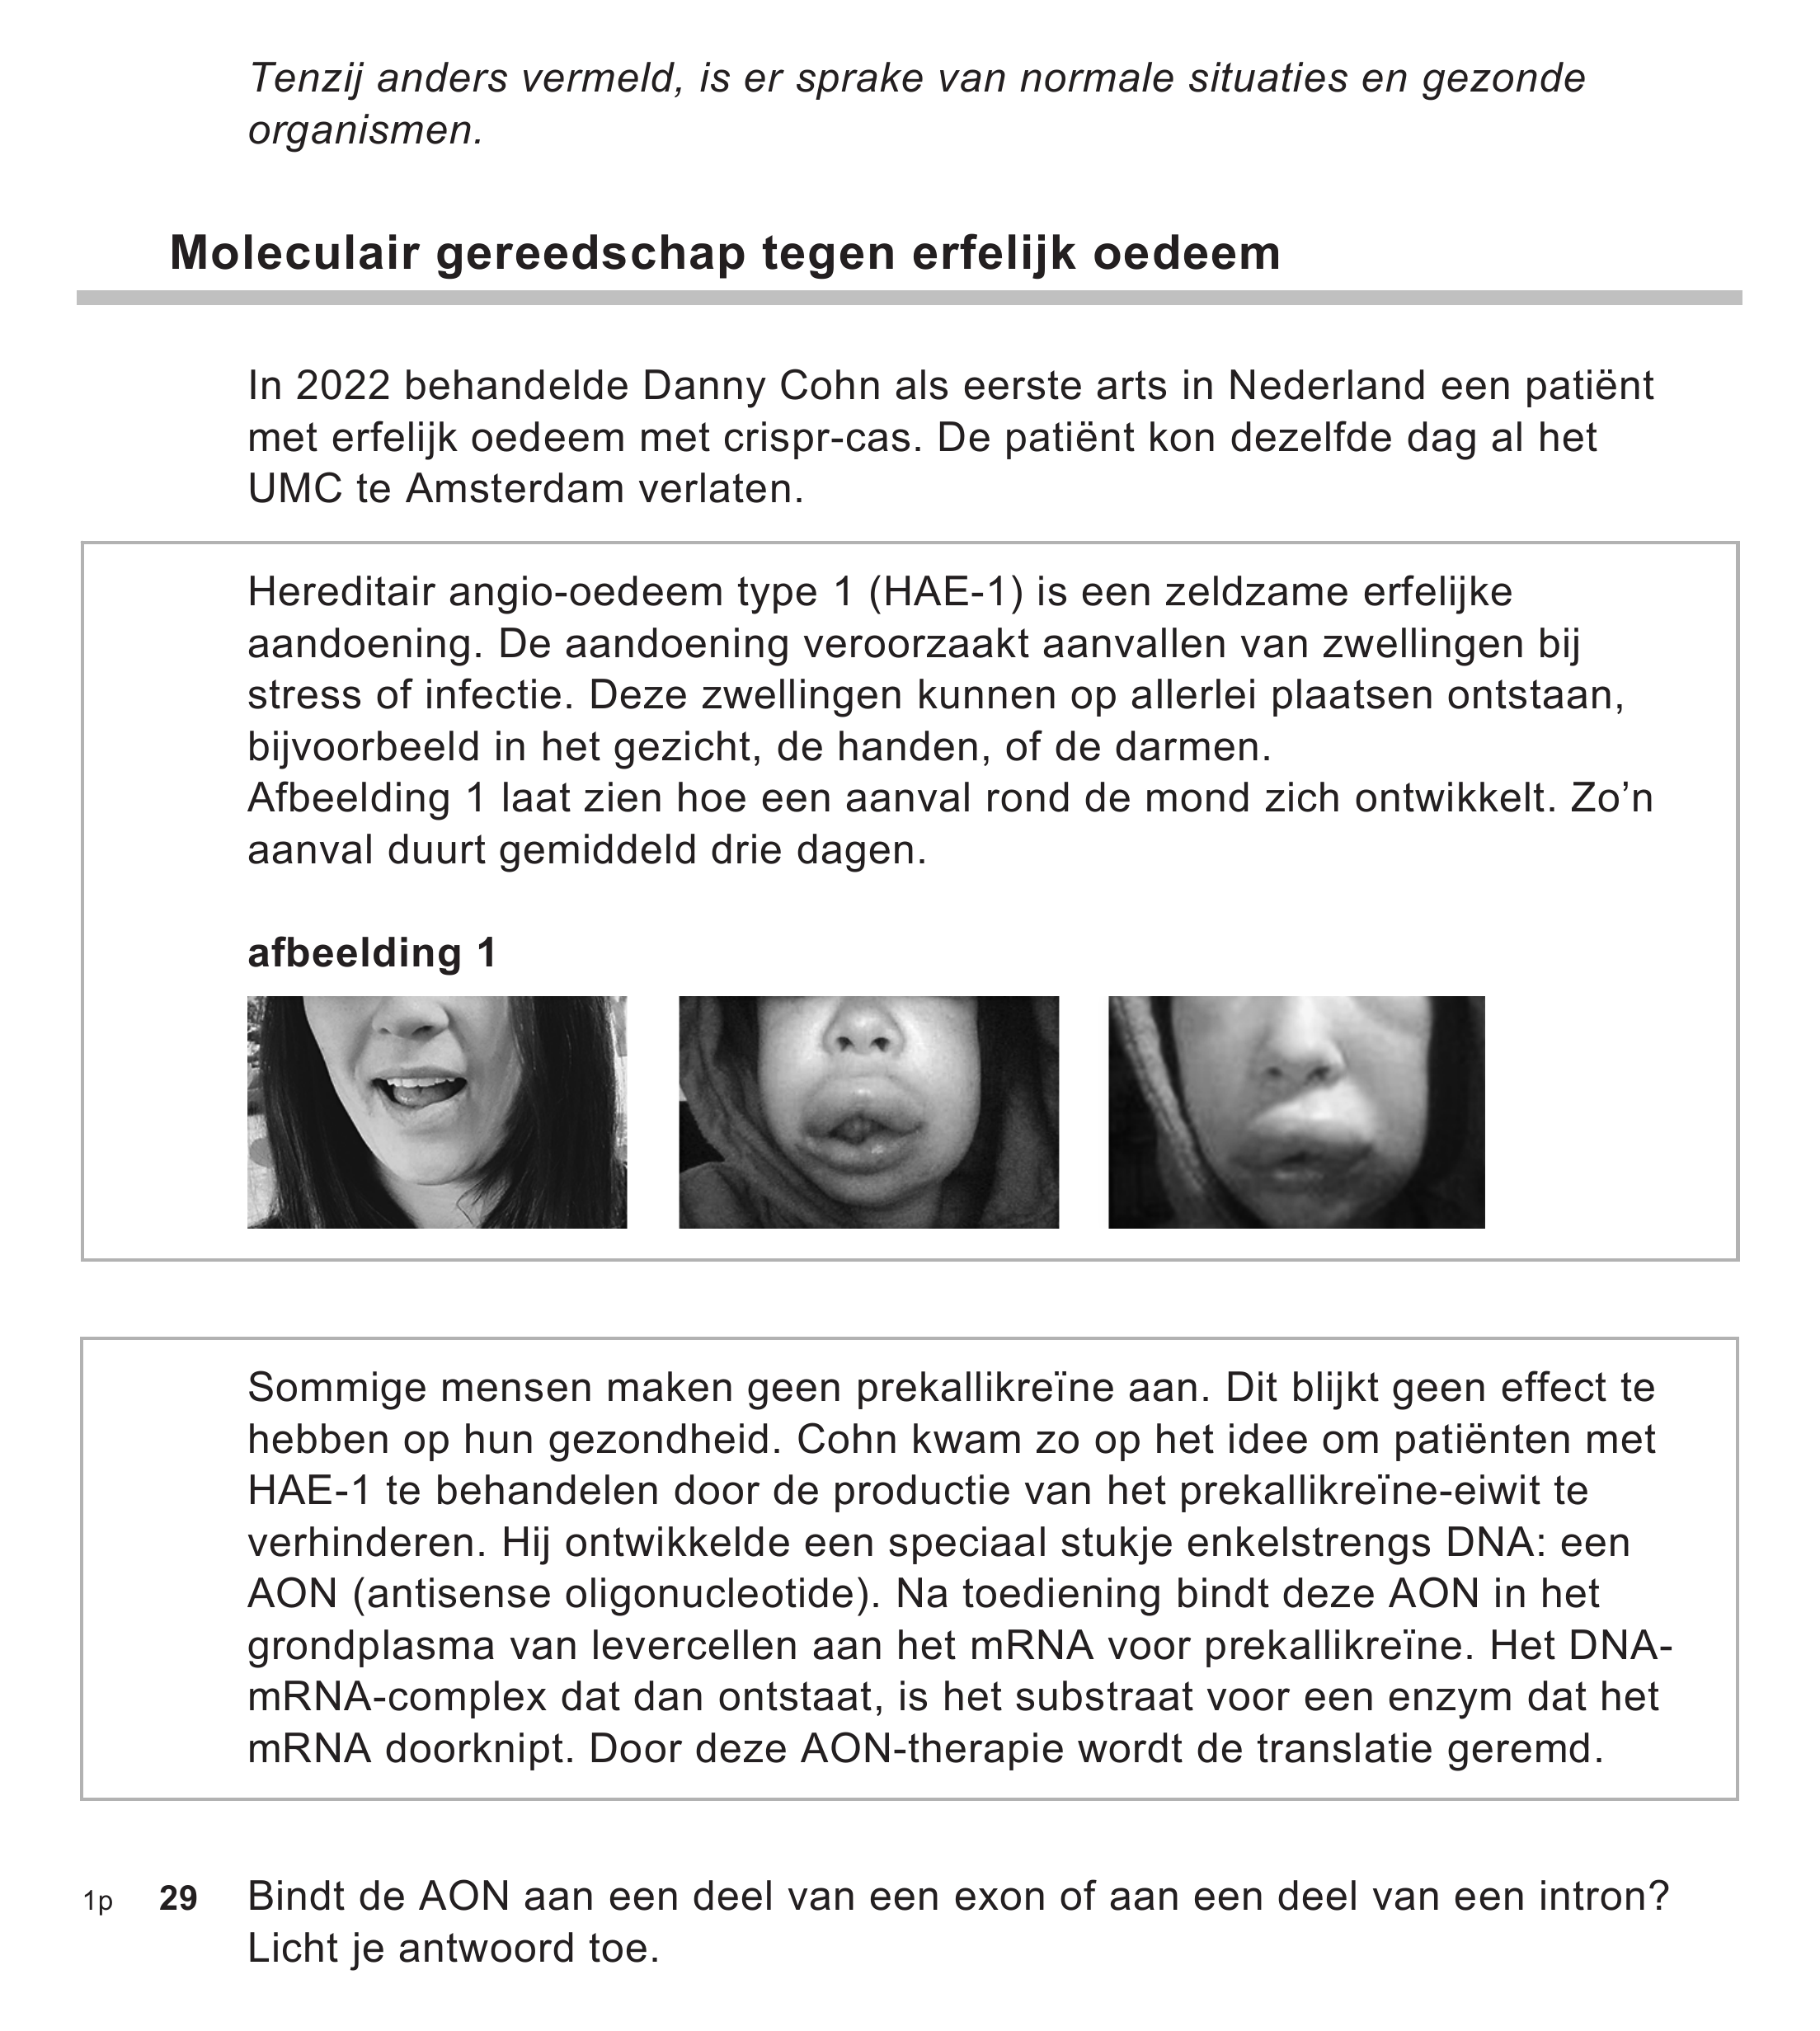 Tenzij anders vermeld, is er sprake van normale situaties en gezonde
organismen.
Moleculair gereedschap tegen erfelijk oedeem
In 2022 behandelde Danny Cohn als eerste arts in Nederland een patiënt
met erfelijk oedeem met crispr-cas. De patiënt kon dezelfde dag al het
UMC te Amsterdam verlaten.
Hereditair angio-oedeem type 1 (HAE-1) is een zeldzame erfelijke
aandoening. De aandoening veroorzaakt aanvallen van zwellingen bij
stress of infectie. Deze zwellingen kunnen op allerlei plaatsen ontstaan,
bijvoorbeeld in het gezicht, de handen, of de darmen.
Afbeelding 1 laat zien hoe een aanval rond de mond zich ontwikkelt. Zo’n
aanval duurt gemiddeld drie dagen.
afbeelding 1
Sommige mensen maken geen prekallikreïne aan. Dit blijkt geen effect te
hebben op hun gezondheid. Cohn kwam zo op het idee om patiënten met
HAE-1 te behandelen door de productie van het prekallikreïne-eiwit te
verhinderen. Hij ontwikkelde een speciaal stukje enkelstrengs DNA: een
AON (antisense oligonucleotide). Na toediening bindt deze AON in het
grondplasma van levercellen aan het mRNA voor prekallikreïne. Het DNA-
mRNA-complex dat dan ontstaat, is het substraat voor een enzym dat het
mRNA doorknipt. Door deze AON-therapie wordt de translatie geremd.
1p 29 Bindt de AON aan een deel van een exon of aan een deel van een intron?
Licht je antwoord toe.